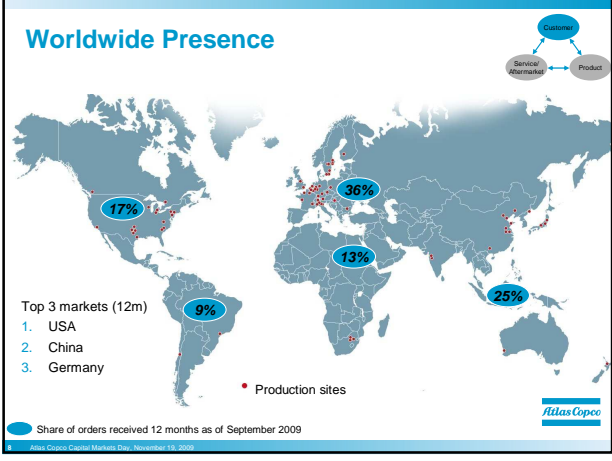 Worldwide Presence
Customer
Service/
Aftermarket
Product
17%
36%
13%
9%
25%
Top 3 markets (12m)
1. USA
2. China
3. Germany
Production sites
Atlas Copco
Share of orders received 12 months as of September 2009
8 Atlas Copco Capital Markets Day, November 19, 2009